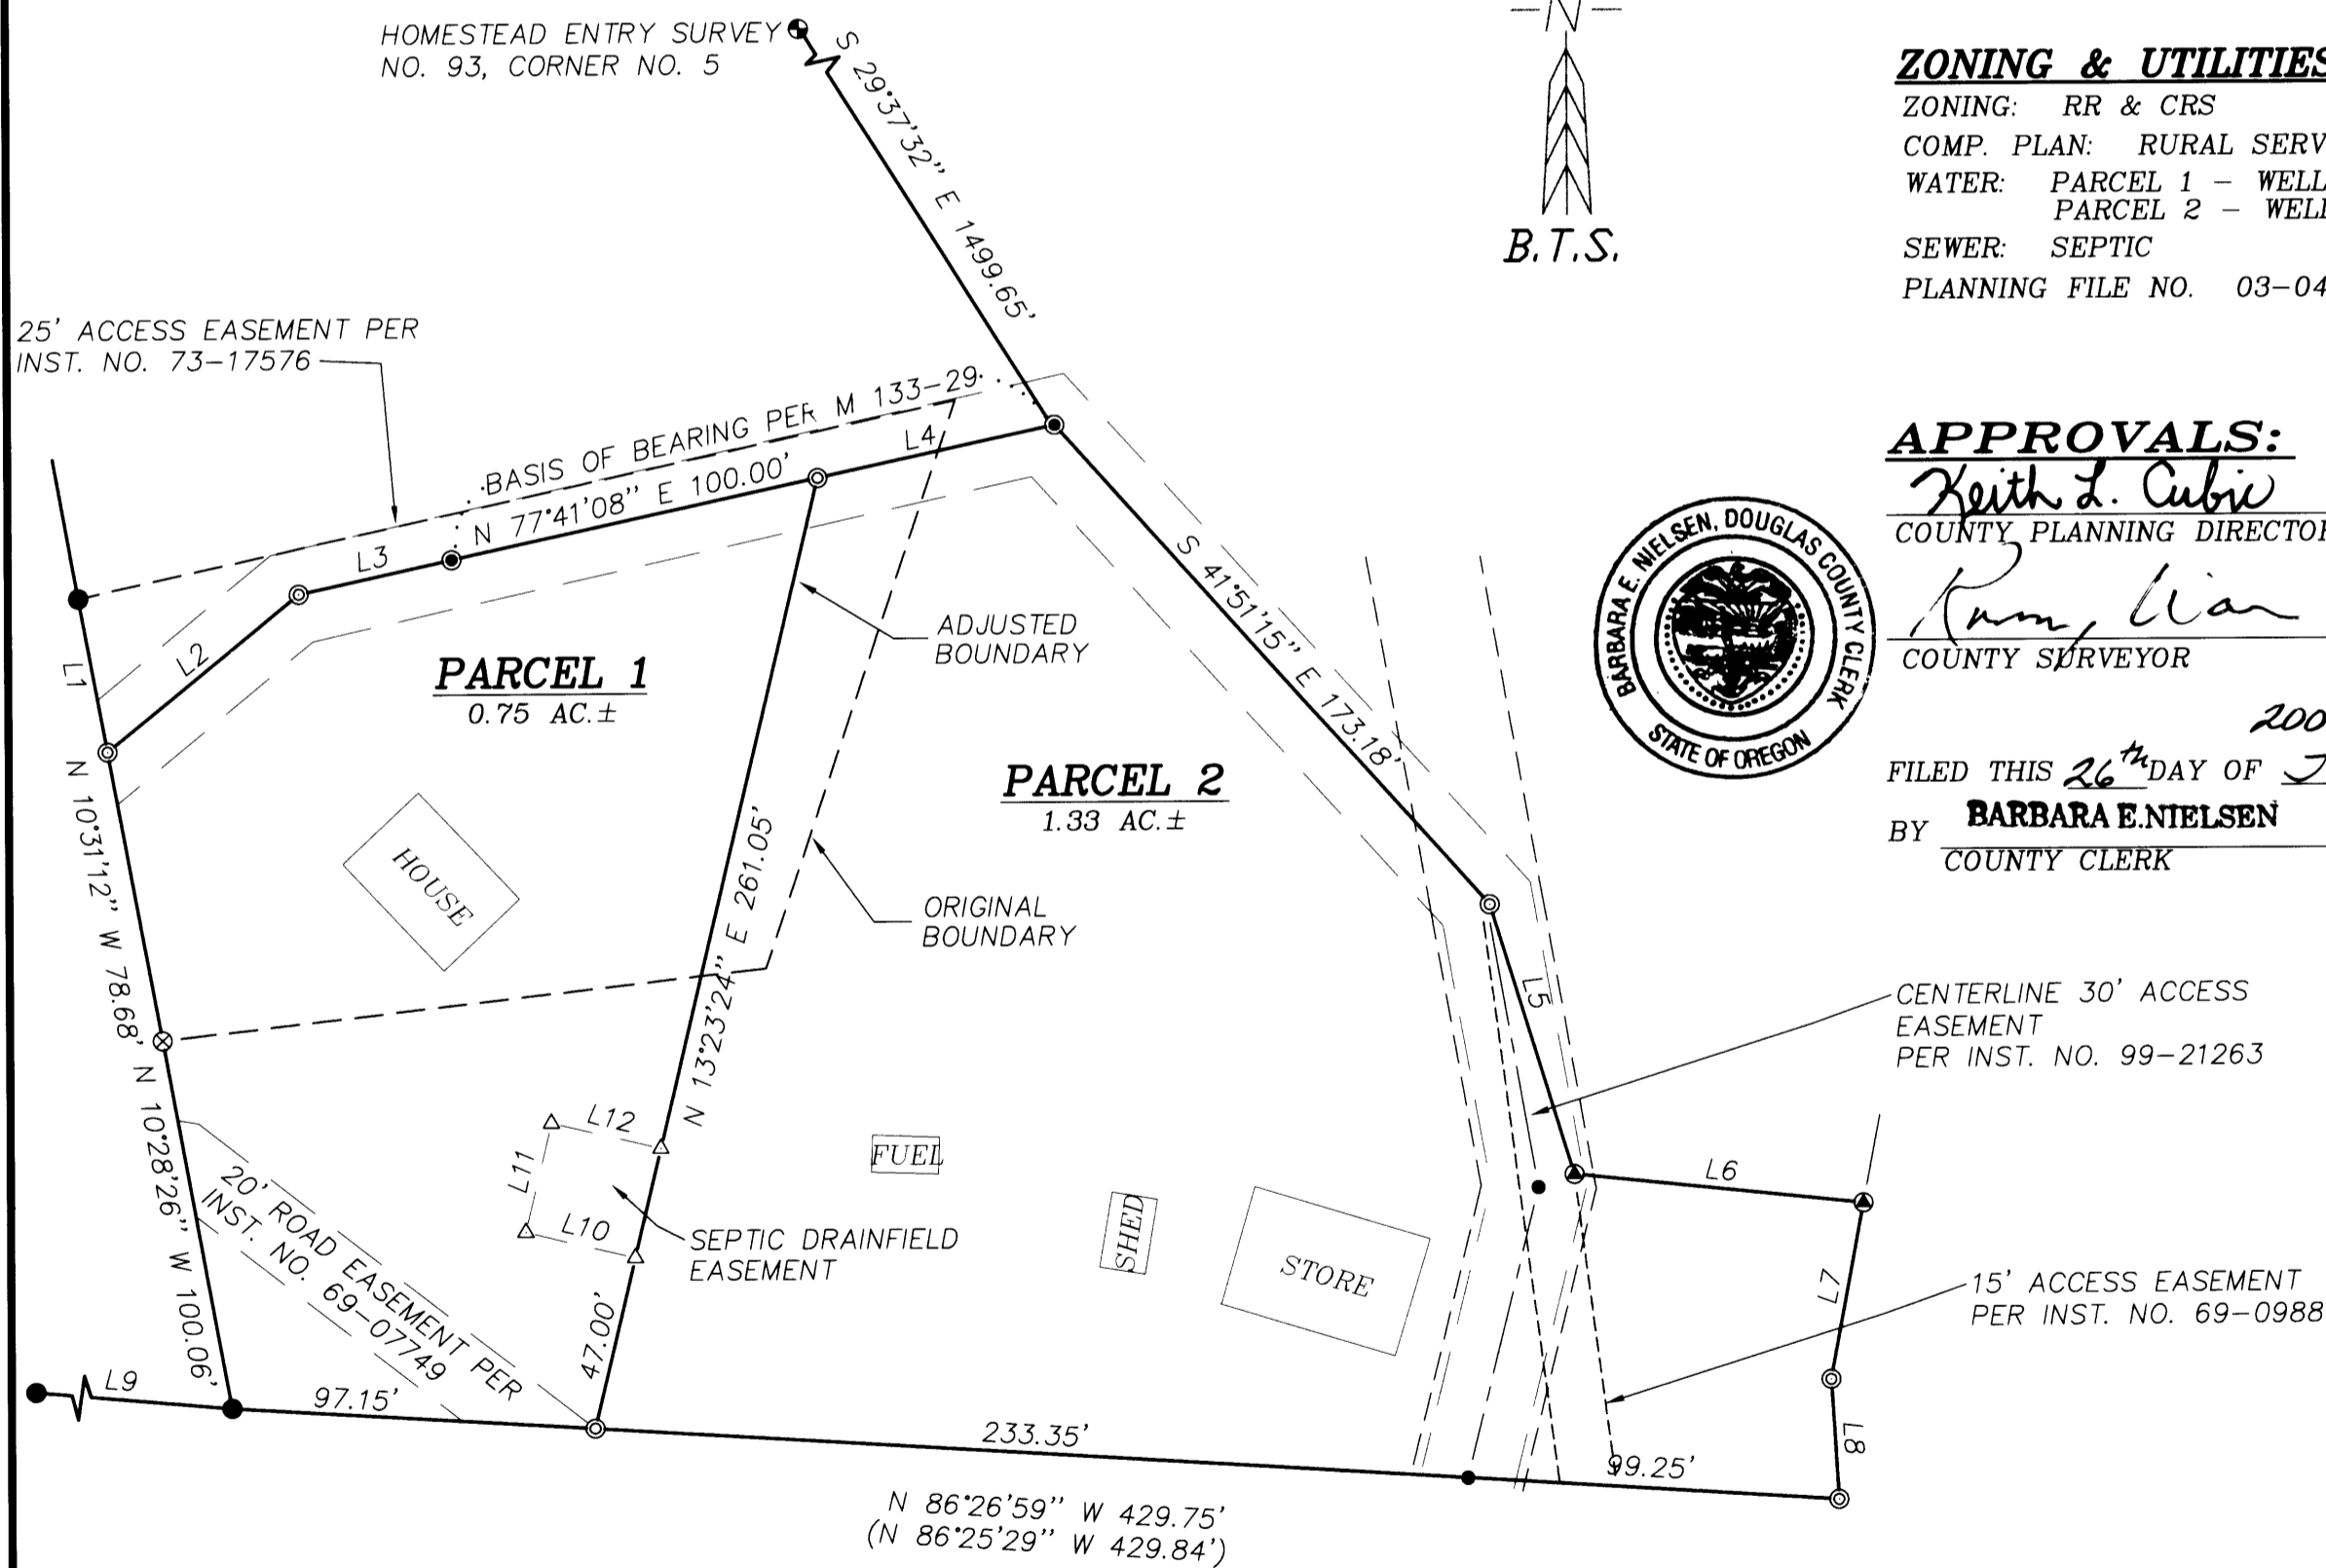 HOMESTEAD ENTRY SURVEY
NO. 93, CORNER NO. 5
S 29°37'32" E 1499.65'
N
B.T.S.
ZONING & UTILITIES
ZONING: RR & CRS
COMP. PLAN: RURAL SERV
WATER: PARCEL 1 – WELL
PARCEL 2 – WELL
SEWER: SEPTIC
PLANNING FILE NO. 03-04
25' ACCESS EASEMENT PER
INST. NO. 73-17576
BASIS OF BEARING PER M 133-29
L4
N 77°41'08" E 100.00'
L3
L2
L1
APPROVALS:
Keith L. Cubic
COUNTY PLANNING DIRECTOR
COUNTY SURVEYOR
BARBARA E. NIELSEN, DOUGLAS COUNTY CLERK
STATE OF OREGON
200
FILED THIS 26th DAY OF
BY BARBARA E. NIELSEN
COUNTY CLERK
S 41°51'15" E 173.18'
ADJUSTED
BOUNDARY
PARCEL 1
0.75 AC.±
PARCEL 2
1.33 AC.±
N 10°31'12" W 78.68'
HOUSE
N 13°23'24" E 261.05'
ORIGINAL
BOUNDARY
L5
CENTERLINE 30' ACCESS
EASEMENT
PER INST. NO. 99-21263
N 10°28'26" W 100.06'
L12
L11
L10
FUEL
SHED
STORE
L6
L7
L8
20' ROAD EASEMENT PER
INST. NO. 69-07749
SEPTIC DRAINFIELD
EASEMENT
47.00'
15' ACCESS EASEMENT
PER INST. NO. 69-0988
L9
97.15'
233.35'
99.25'
N 86°26'59" W 429.75'
(N 86°25'29" W 429.84')